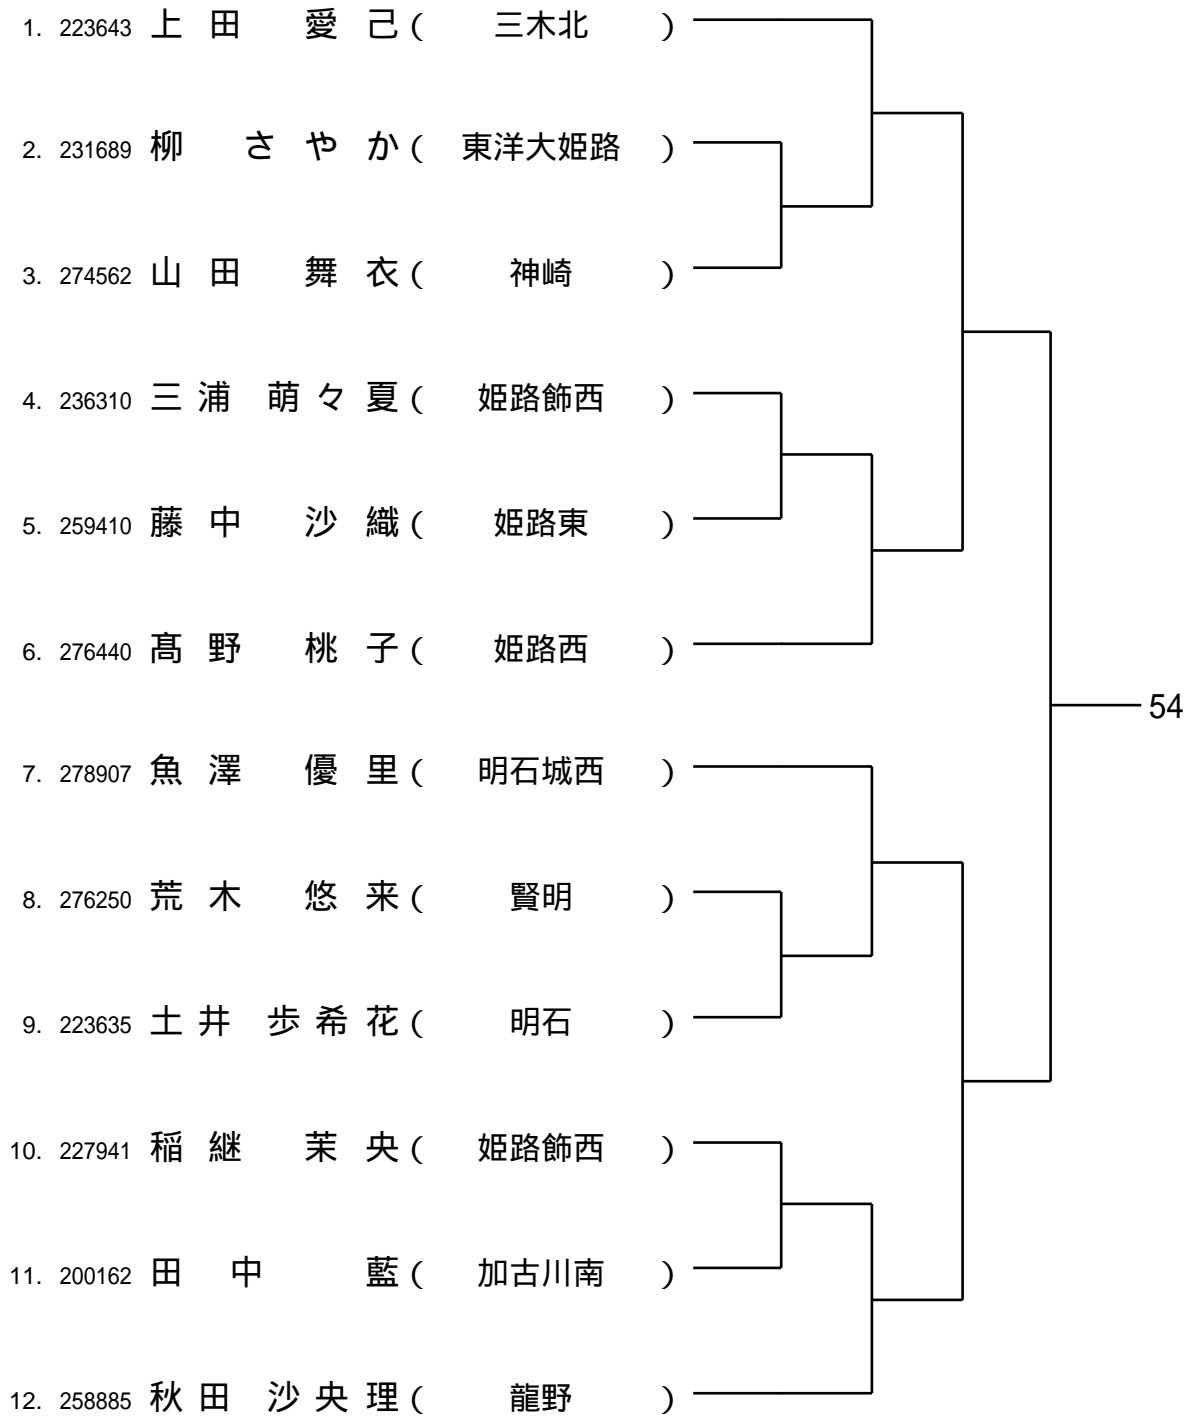 1. 223643 上田 愛己 ( 三木北 )
2. 231689 柳 さやか ( 東洋大姫路 )
3. 274562 山田 舞衣 ( 神崎 )
4. 236310 三浦 萌々夏 ( 姫路飾西 )
5. 259410 藤中 沙織 ( 姫路東 )
6. 276440 髙野 桃子 ( 姫路西 )
54
7. 278907 魚澤 優里 ( 明石城西 )
8. 276250 荒木 悠来 ( 賢明 )
9. 223635 土井 歩希花 ( 明石 )
10. 227941 稲継 茉央 ( 姫路飾西 )
11. 200162 田中 藍 ( 加古川南 )
12. 258885 秋田 沙央理 ( 龍野 )